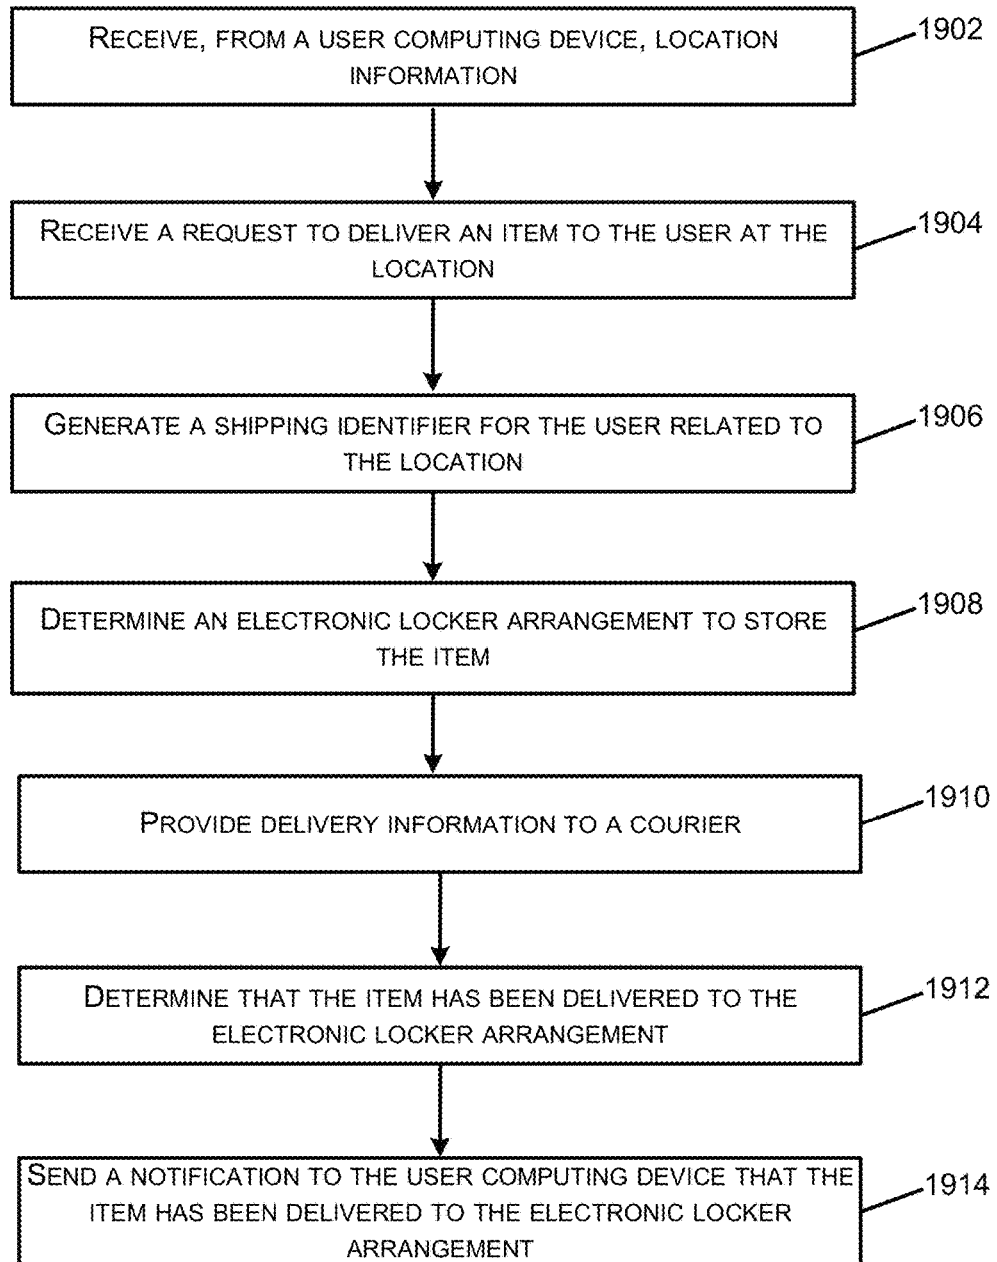 RECEIVE, FROM A USER COMPUTING DEVICE, LOCATION
INFORMATION
1902
RECEIVE A REQUEST TO DELIVER AN ITEM TO THE USER AT THE
LOCATION
1904
GENERATE A SHIPPING IDENTIFIER FOR THE USER RELATED TO
THE LOCATION
1906
DETERMINE AN ELECTRONIC LOCKER ARRANGEMENT TO STORE
THE ITEM
1908
PROVIDE DELIVERY INFORMATION TO A COURIER
1910
DETERMINE THAT THE ITEM HAS BEEN DELIVERED TO THE
ELECTRONIC LOCKER ARRANGEMENT
1912
SEND A NOTIFICATION TO THE USER COMPUTING DEVICE THAT THE
ITEM HAS BEEN DELIVERED TO THE ELECTRONIC LOCKER
ARRANGEMENT
1914